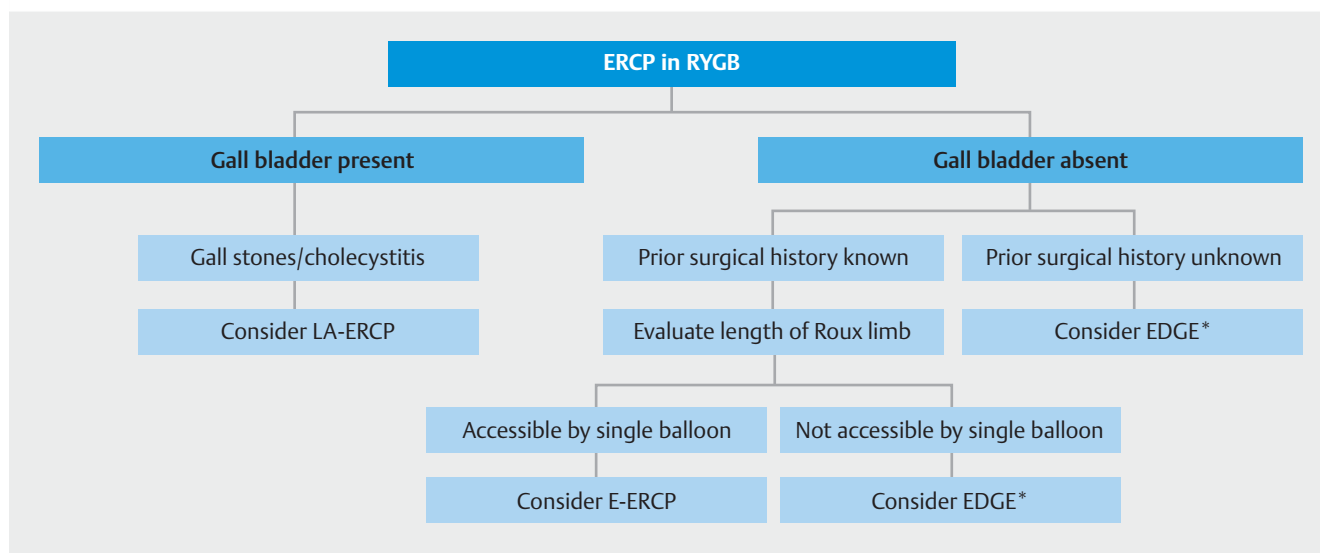 ERCP in RYGB
Gall bladder present
Gall bladder absent
Gall stones/cholecystitis
Prior surgical history known
Prior surgical history unknown
Consider LA-ERCP
Evaluate length of Roux limb
Consider EDGE*
Accessible by single balloon
Not accessible by single balloon
Consider E-ERCP
Consider EDGE*